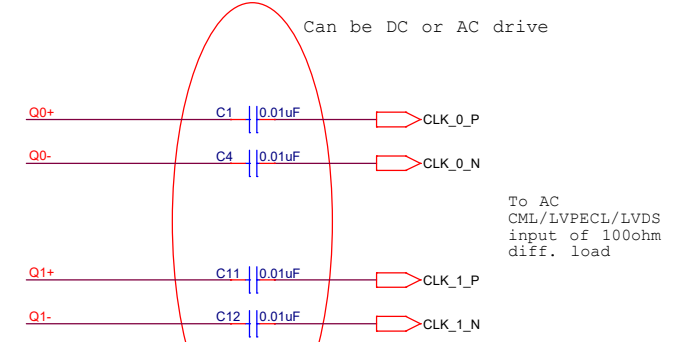 Can be DC or AC drive
Q0+ C1 0.01uF CLK_0_P
Q0- C4 0.01uF CLK_0_N
To AC
CML/LVPECL/LVDS
input of 100ohm
diff. load
Q1+ C11 0.01uF CLK_1_P
Q1- C12 0.01uF CLK_1_N